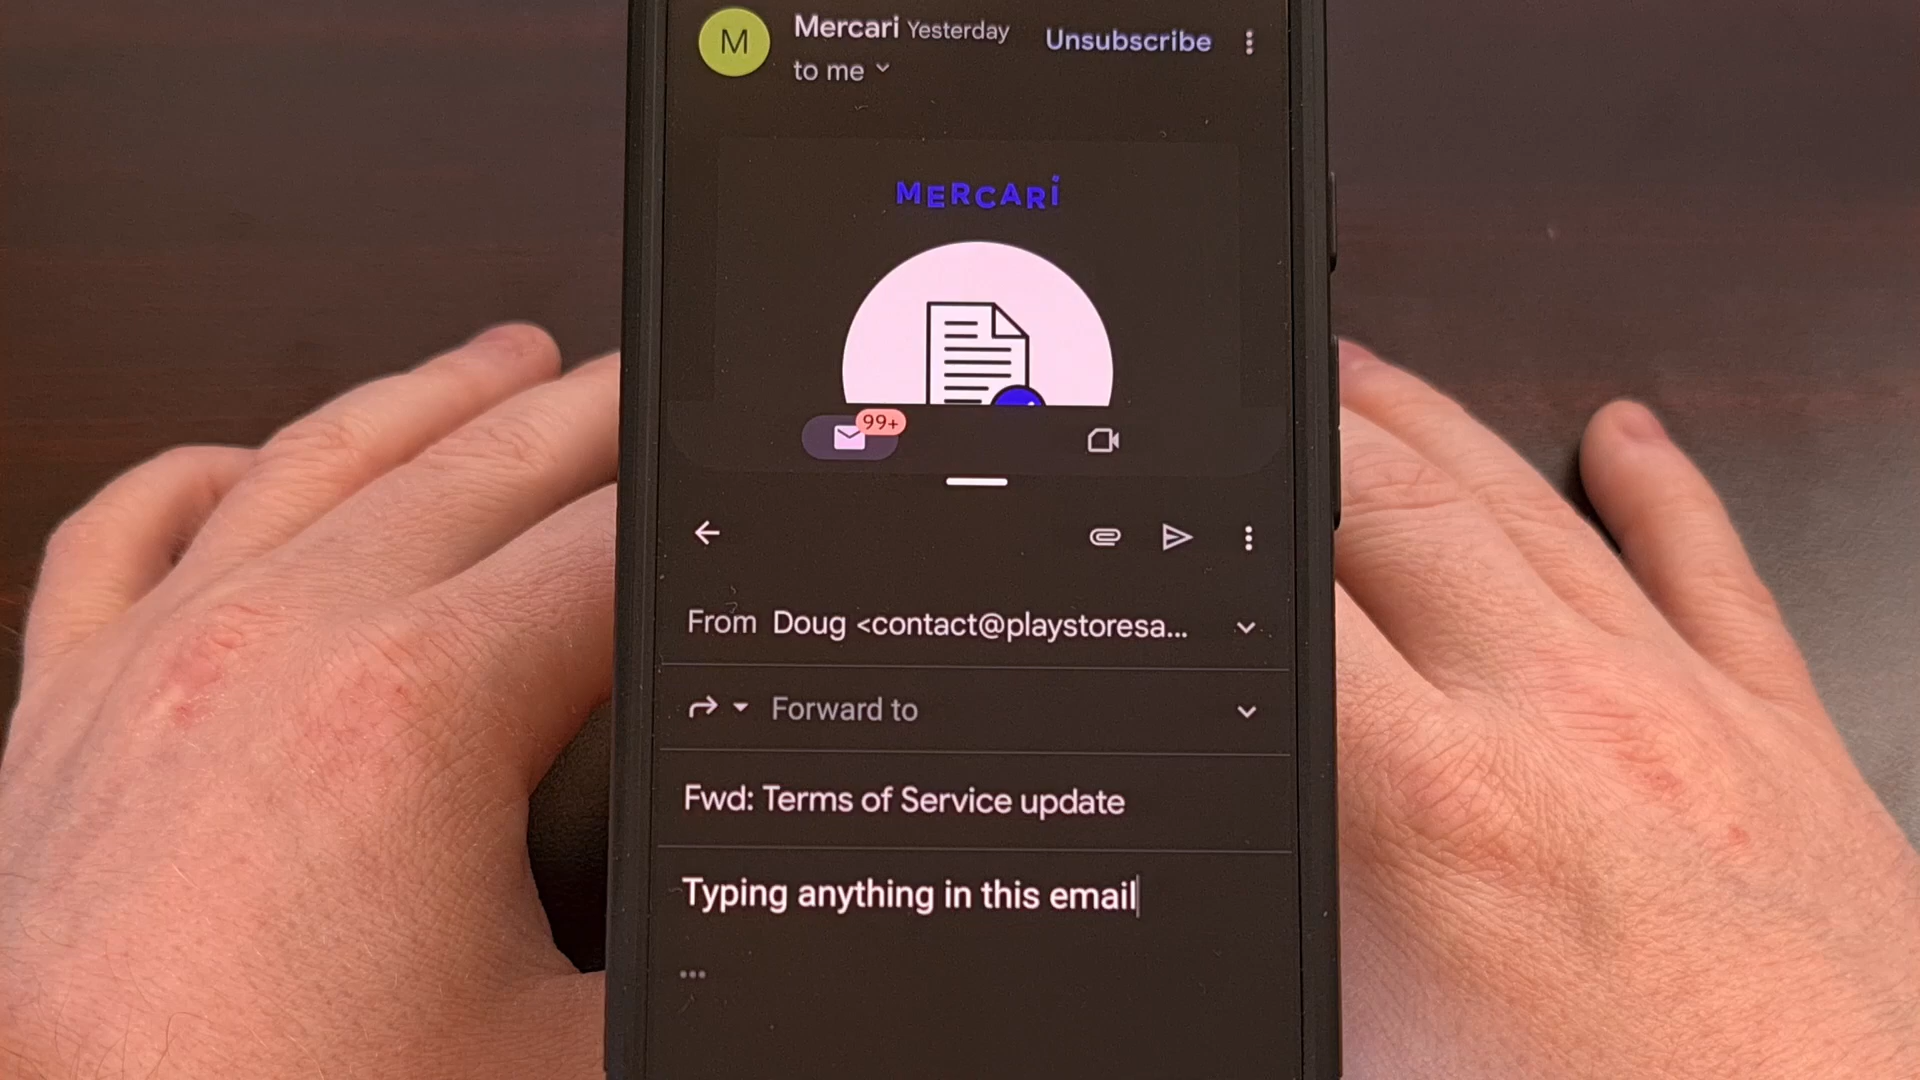 M
Mercari Yesterday
Unsubscribe
to me
MERCARI
99+
From Doug <contact@playstoresa...
Forward to
Fwd: Terms of Service update
Typing anything in this email